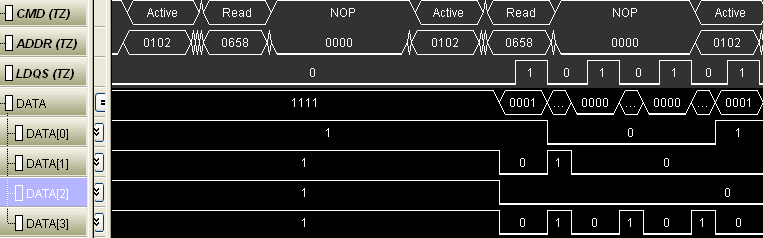 CMD (TZ) Active Read NOP Active Read NOP Active
ADDR (TZ) 0102 0658 0000 0102 0658 0000 0102
LDQS (TZ) 0 1 0 1 0 1 0 1
DATA = 1111 0001 ... 0000 ... 0000 ... 0001
DATA[0] 1 0 1
DATA[1] 1 0 1 0
DATA[2] 1 0
DATA[3] 1 0 1 0 1 0 1 0